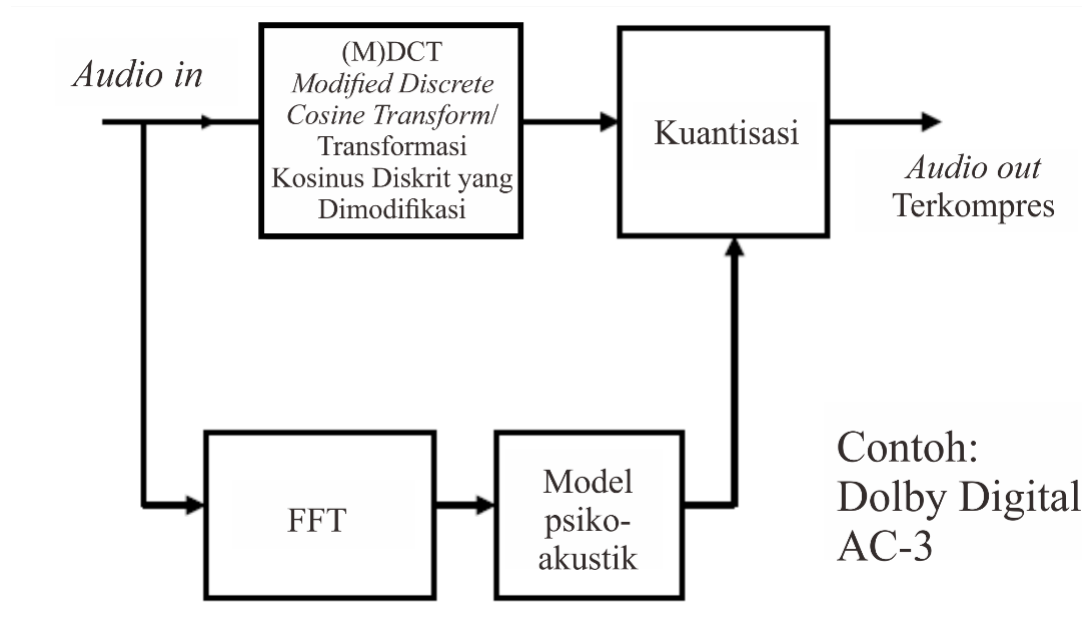 Audio in
(M)DCT
Modified Discrete
Cosine Transform/
Transformasi
Kosinus Diskrit yang
Dimodifikasi
Kuantisasi
Audio out
Terkompres
FFT
Model
psiko-
akustik
Contoh:
Dolby Digital
AC-3